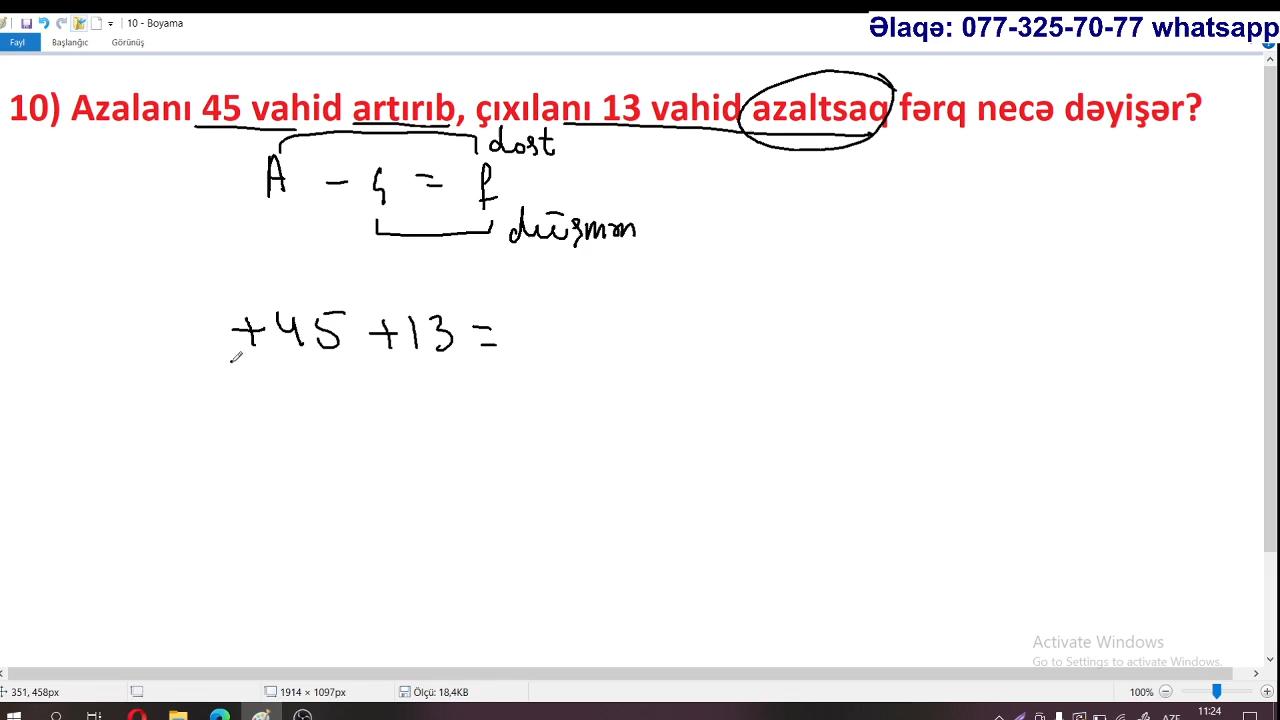 10 - Boyama
Əlaqə: 077-325-70-77 whatsapp
Fayl Başlanğıc Görünüş
10) Azalanı 45 vahid artırıb, çıxılanı 13 vahid azaltsaq fərq necə dəyişər?
dost
A - ç = f
düşmən
+45 +13 =
Activate Windows
Go to Settings to activate Windows.
351, 458px 1914 × 1097px Ölçü: 18,4KB 100%
AZE 11:24